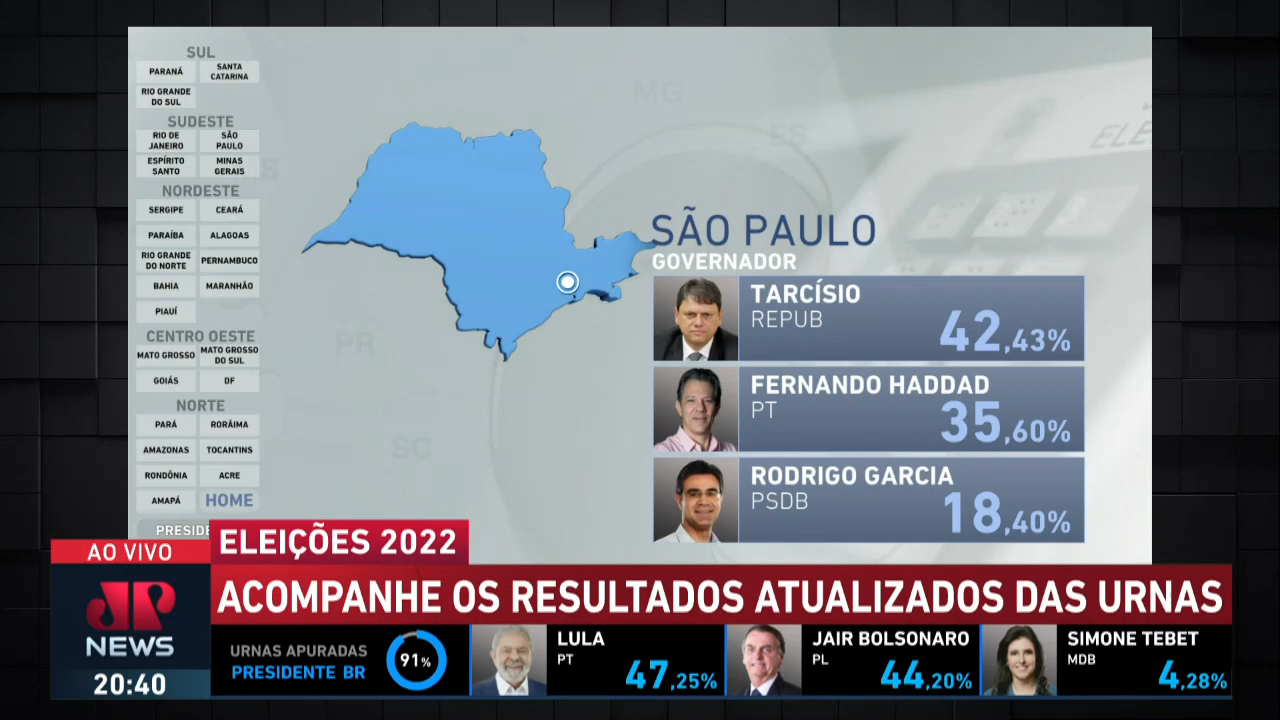 SUL
PARANÁ
SANTA
CATARINA
RIO GRANDE
DO SUL
SUDESTE
RIO DE
JANEIRO
SÃO
PAULO
ESPÍRITO
SANTO
MINAS
GERAIS
NORDESTE
SERGIPE
CEARÁ
PARAÍBA
ALAGOAS
RIO GRANDE
DO NORTE
PERNAMBUCO
BAHIA
MARANHÃO
PIAUÍ
CENTRO OESTE
MATO GROSSO
MATO GROSSO
DO SUL
GOIÁS
DF
NORTE
PARÁ
RORÂIMA
AMAZONAS
TOCANTINS
RONDÔNIA
ACRE
AMAPÁ
HOME
PRESIDE
MG
ES
PR
SC
ELE
SÃO PAULO
GOVERNADOR
TARCÍSIO
REPUB
42,43%
FERNANDO HADDAD
PT
35,60%
RODRIGO GARCIA
PSDB
18,40%
AO VIVO
ELEIÇÕES 2022
ACOMPANHE OS RESULTADOS ATUALIZADOS DAS URNAS
JP
NEWS
20:40
URNAS APURADAS
PRESIDENTE BR
91%
LULA
PT
47,25%
JAIR BOLSONARO
PL
44,20%
SIMONE TEBET
MDB
4,28%